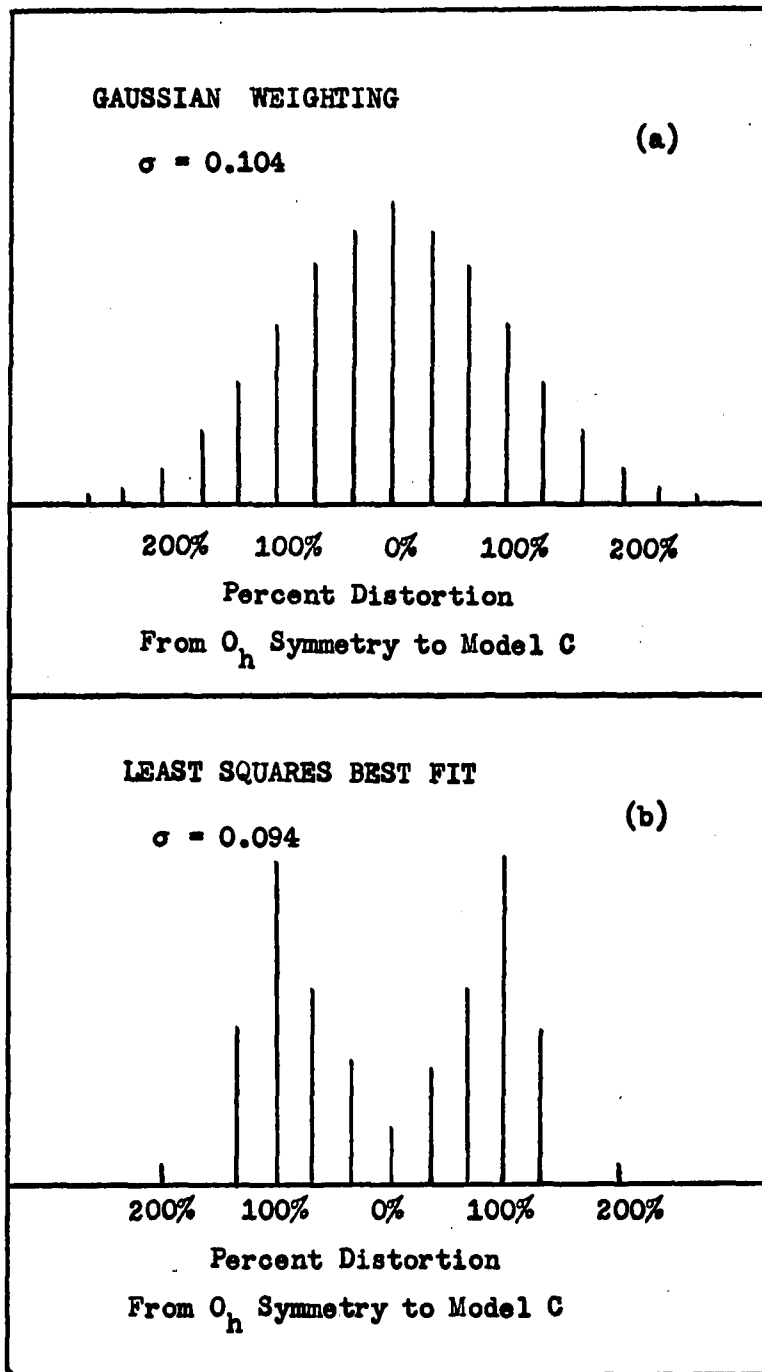 GAUSSIAN WEIGHTING
(a)
σ = 0.104
200% 100% 0% 100% 200%
Percent Distortion
From Oh Symmetry to Model C
LEAST SQUARES BEST FIT
(b)
σ = 0.094
200% 100% 0% 100% 200%
Percent Distortion
From Oh Symmetry to Model C